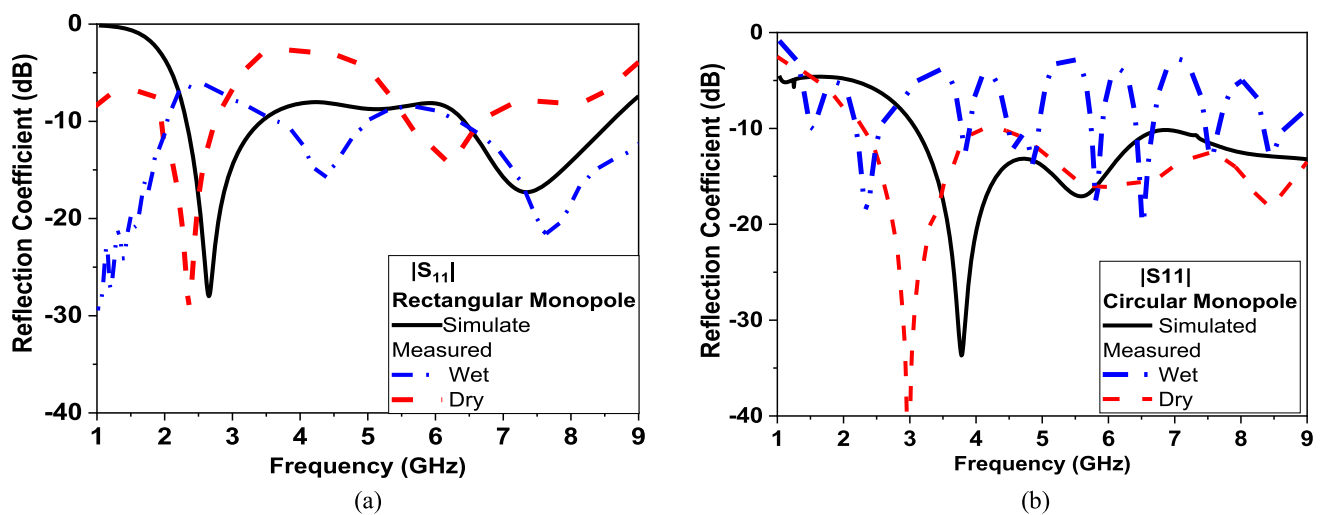 0
-10
-20
-30
-40
Reflection Coefficient (dB)
|S11|
Rectangular Monopole
Simulate
Measured
Wet
Dry
1 2 3 4 5 6 7 8 9
Frequency (GHz)
(a)
0
-10
-20
-30
-40
Reflection Coefficient (dB)
|S11|
Circular Monopole
Simulated
Measured
Wet
Dry
1 2 3 4 5 6 7 8 9
Frequency (GHz)
(b)